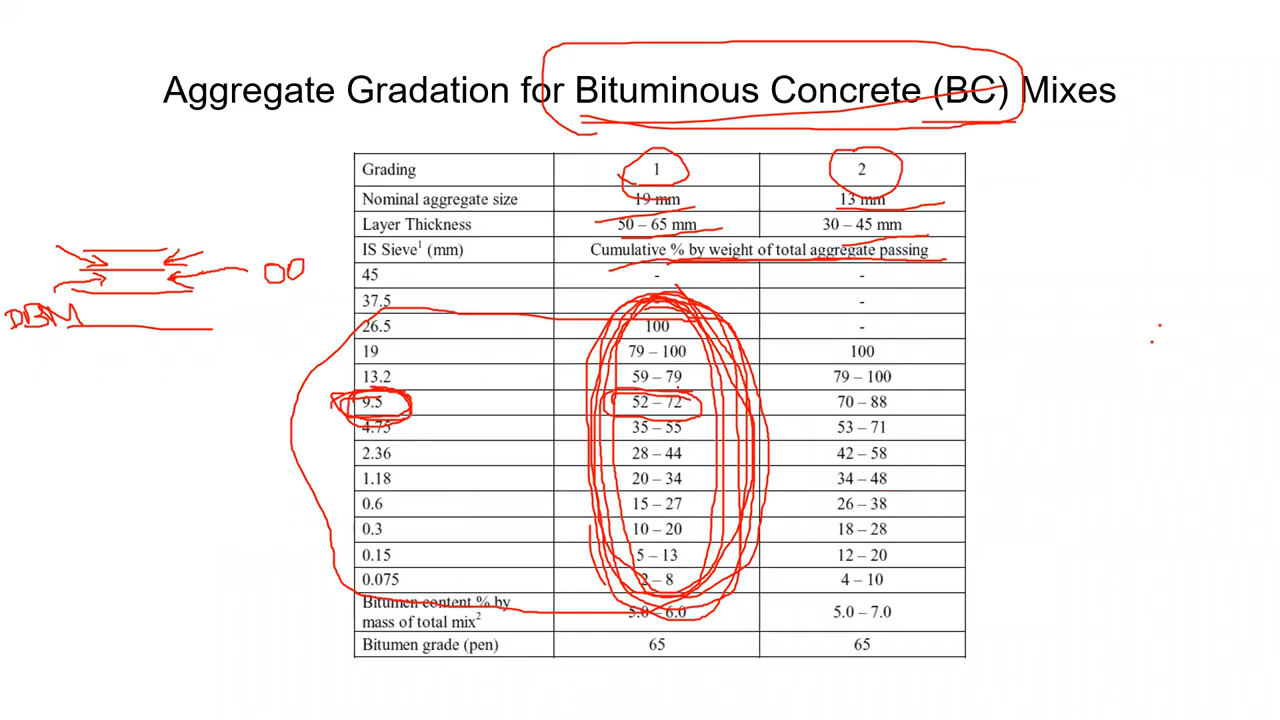 Aggregate Gradation for Bituminous Concrete (BC) Mixes
Grading 1 2
Nominal aggregate size 19 mm 13 mm
Layer Thickness 50 – 65 mm 30 – 45 mm
IS Sieve1 (mm) Cumulative % by weight of total aggregate passing
45 - -
37.5 - -
26.5 100 -
19 79 – 100 100
13.2 59 – 79 79 – 100
9.5 52 – 72 70 – 88
4.75 35 – 55 53 – 71
2.36 28 – 44 42 – 58
1.18 20 – 34 34 – 48
0.6 15 – 27 26 – 38
0.3 10 – 20 18 – 28
0.15 5 – 13 12 – 20
0.075 2 – 8 4 – 10
Bitumen content % by
mass of total mix2 5.0 – 6.0 5.0 – 7.0
Bitumen grade (pen) 65 65
DBM